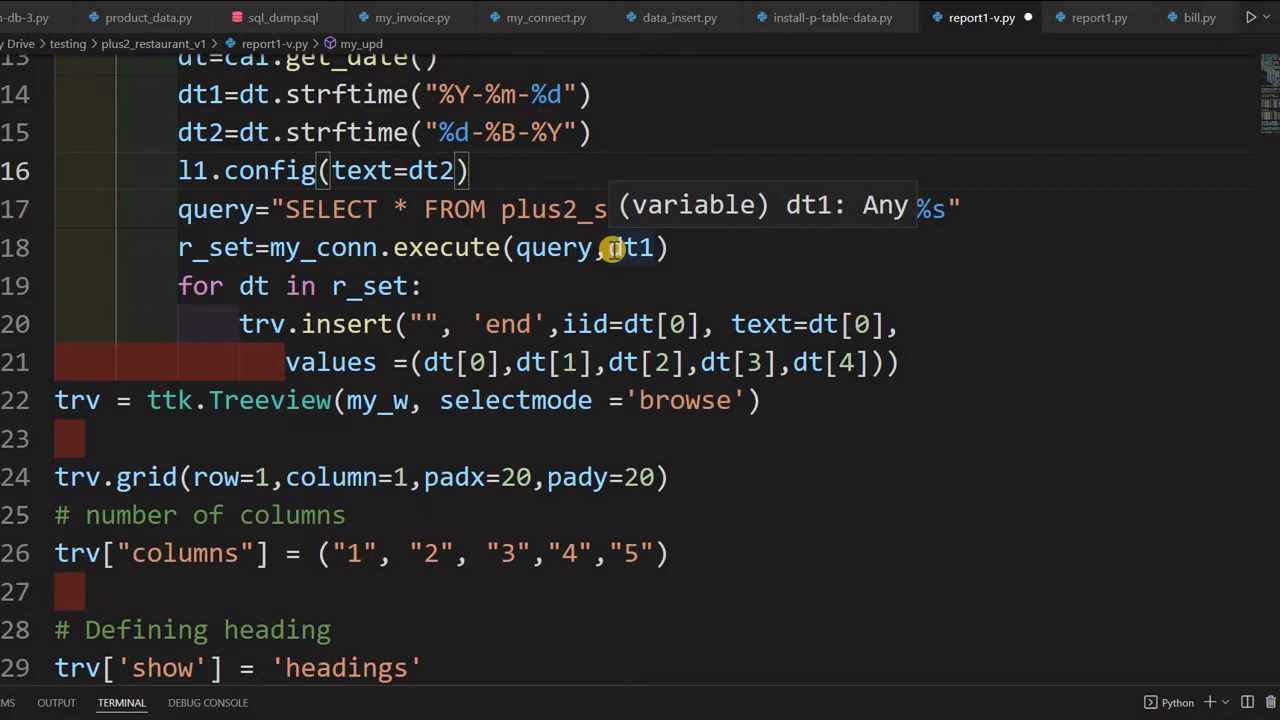 n-db-3.py product_data.py sql_dump.sql my_invoice.py my_connect.py data_insert.py install-p-table-data.py report1-v.py report1.py bill.py
y Drive > testing > plus2_restaurant_v1 > report1-v.py > my_upd
13 dt=cal.get_date()
14 dt1=dt.strftime("%Y-%m-%d")
15 dt2=dt.strftime("%d-%B-%Y")
16 l1.config(text=dt2)
(variable) dt1: Any
17 query="SELECT * FROM plus2_s %s"
18 r_set=my_conn.execute(query,dt1)
19 for dt in r_set:
20 trv.insert("", 'end',iid=dt[0], text=dt[0],
21 values =(dt[0],dt[1],dt[2],dt[3],dt[4]))
22 trv = ttk.Treeview(my_w, selectmode ='browse')
23
24 trv.grid(row=1,column=1,padx=20,pady=20)
25 # number of columns
26 trv["columns"] = ("1", "2", "3","4","5")
27
28 # Defining heading
29 trv['show'] = 'headings'
MS OUTPUT TERMINAL DEBUG CONSOLE Python